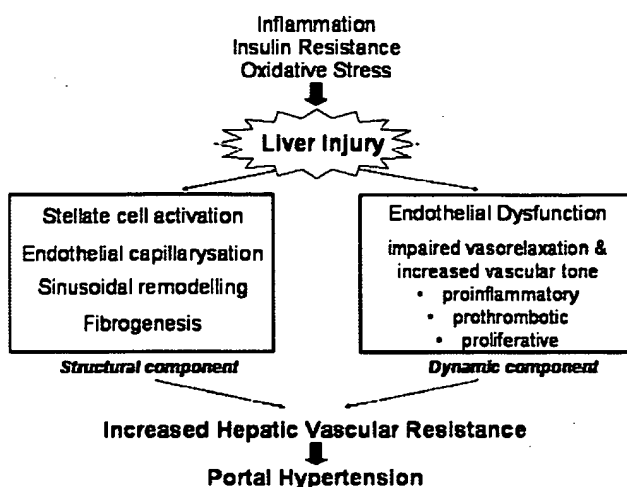 Inflammation
Insulin Resistance
Oxidative Stress
Liver Injury
Stellate cell activation
Endothelial capillarysation
Sinusoidal remodelling
Fibrogenesis
Structural component
Endothelial Dysfunction
impaired vasorelaxation &
increased vascular tone
• proinflammatory
• prothrombotic
• proliferative
Dynamic component
Increased Hepatic Vascular Resistance
Portal Hypertension